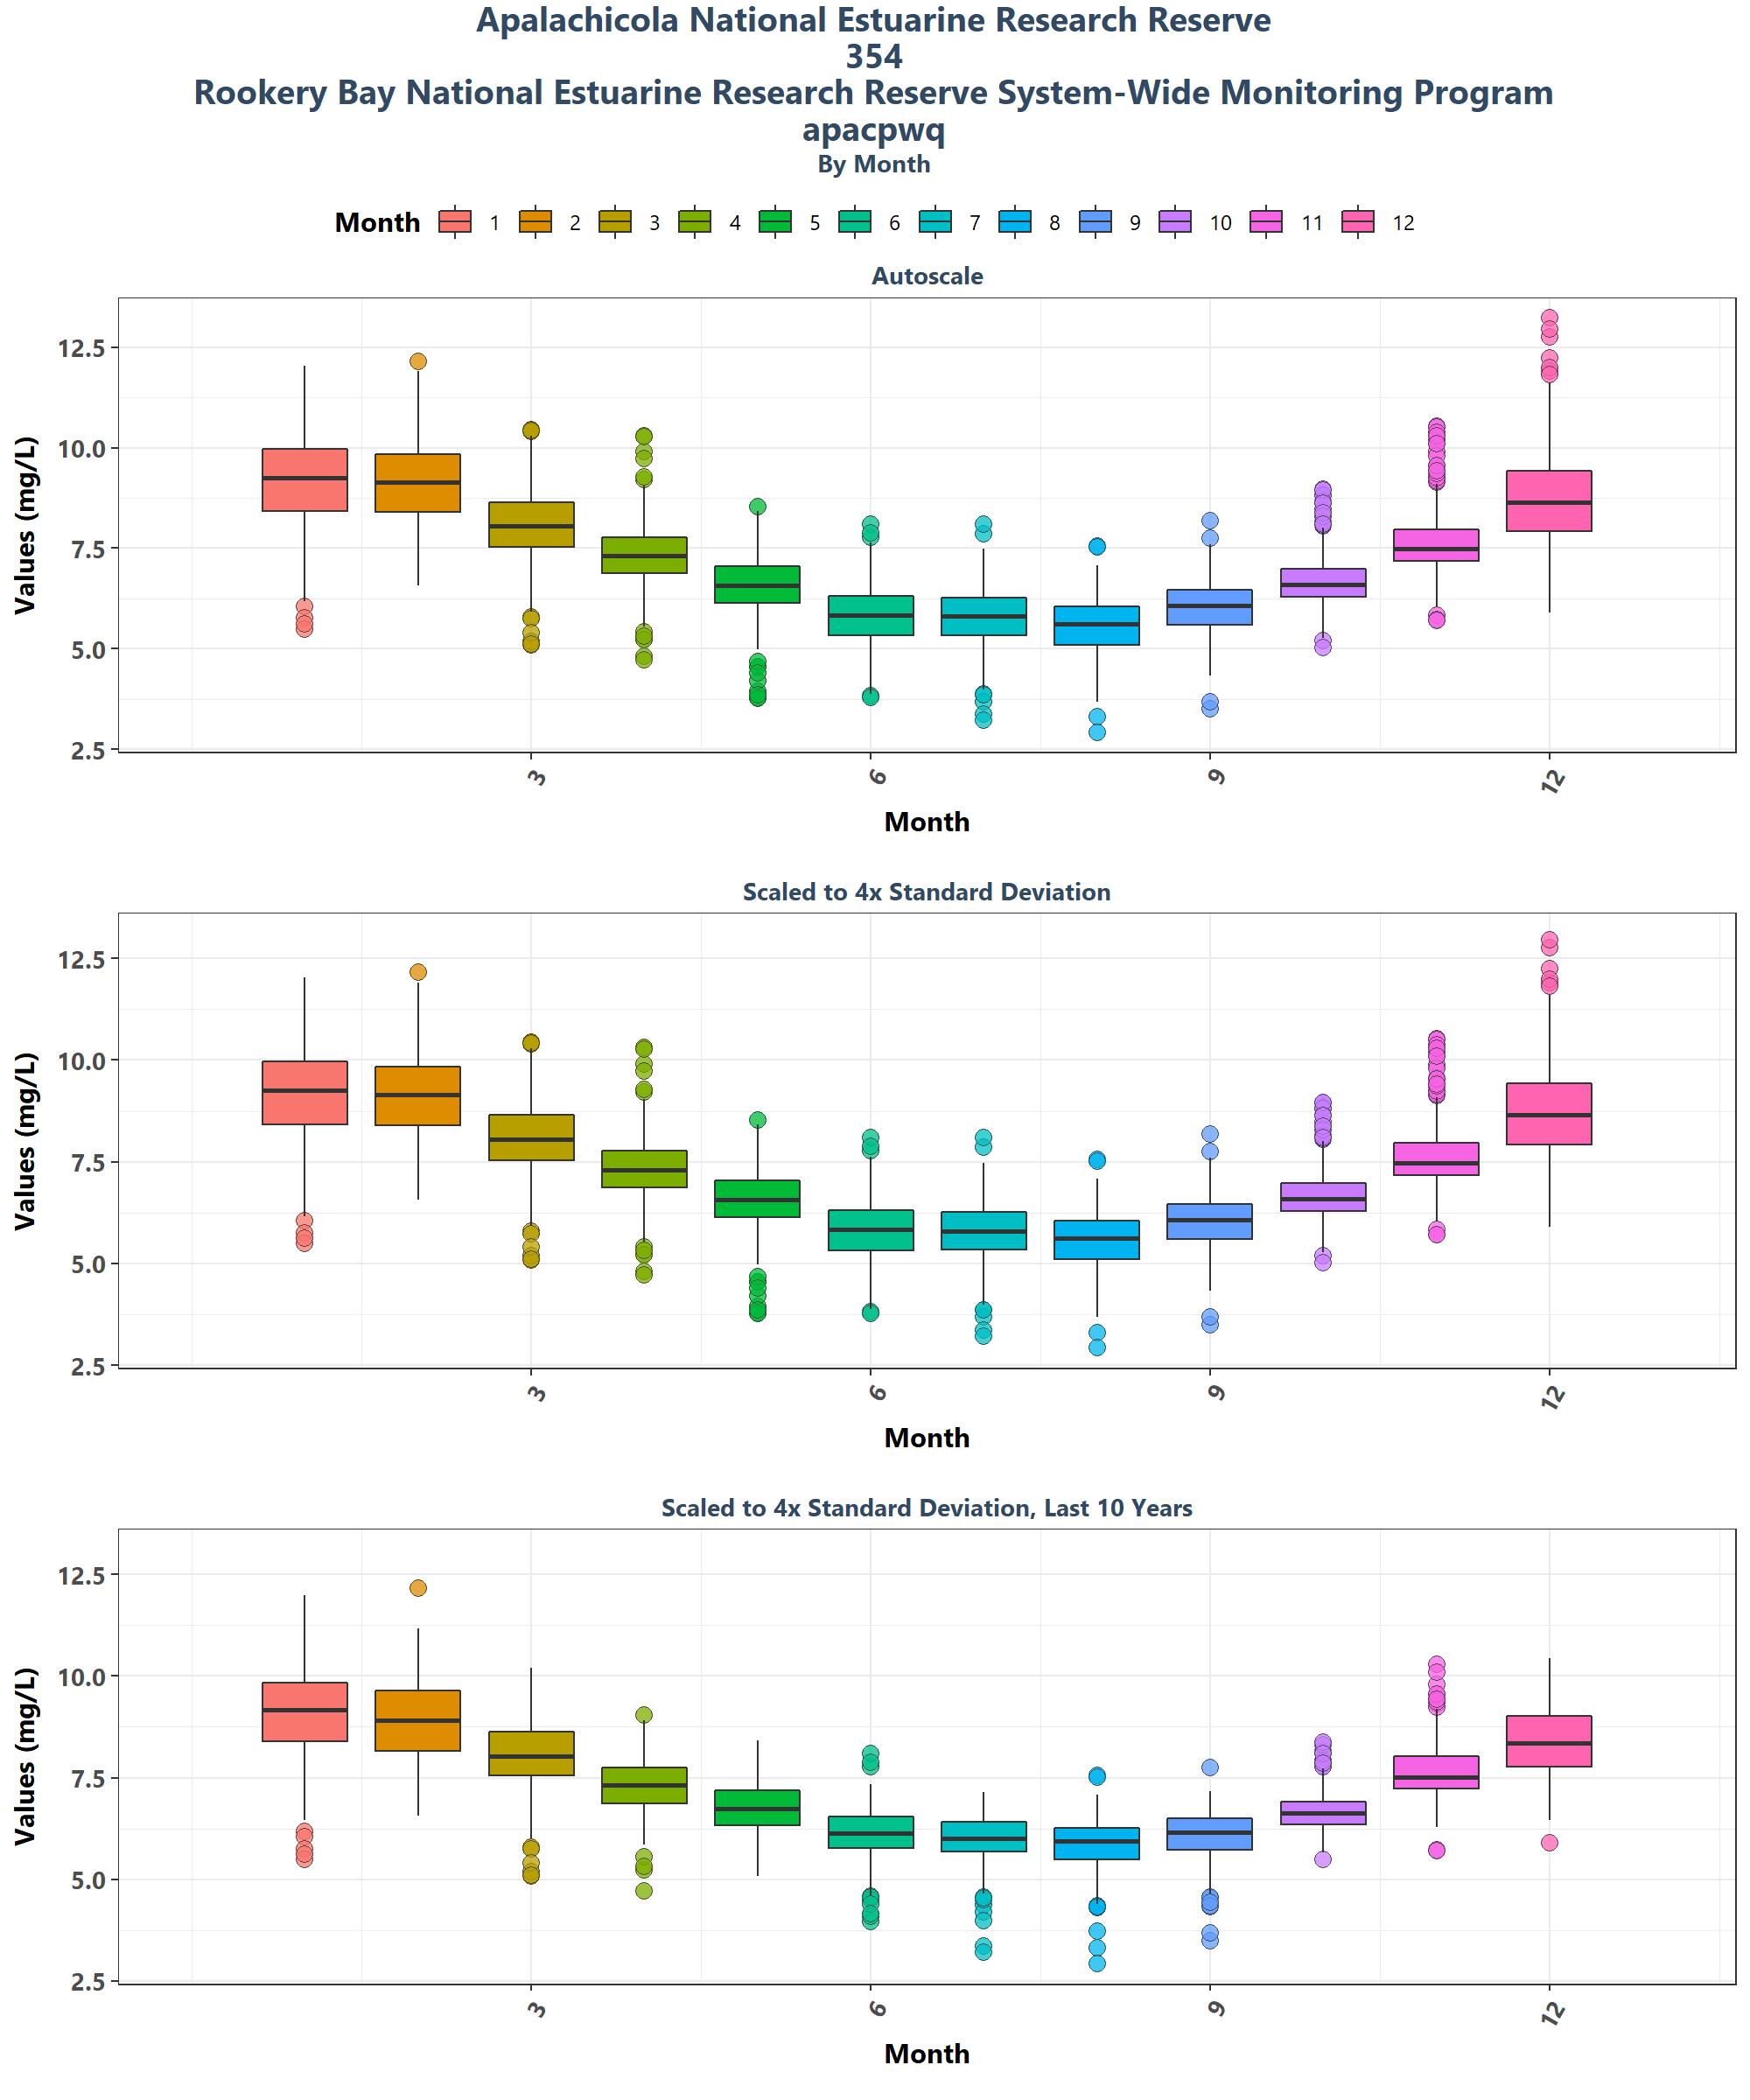 Apalachicola National Estuarine Research Reserve
354
Rookery Bay National Estuarine Research Reserve System-Wide Monitoring Program
apacpwq
By Month
Month 1 2 3 4 5 6 7 8 9 10 11 12
Autoscale
Values (mg/L)
12.5
10.0
7.5
5.0
2.5
3 6 9 12
Month
Scaled to 4x Standard Deviation
Values (mg/L)
12.5
10.0
7.5
5.0
2.5
3 6 9 12
Month
Scaled to 4x Standard Deviation, Last 10 Years
Values (mg/L)
12.5
10.0
7.5
5.0
2.5
3 6 9 12
Month